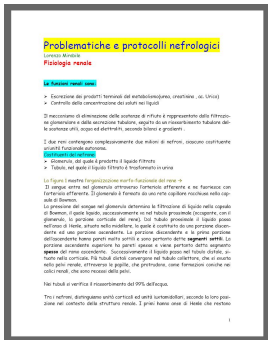 Problematiche e protocolli nefrologici
Lorenzo Mirabile
Fisiologia renale
Le funzioni renali sono:
➤ Escrezione dei prodotti terminali del metabolismo(urea, creatinina , ac. Urico)
➤ Controllo della concentrazione dei soluti nei liquidi
Il meccanismo di eliminazione delle scostanze di rifiuto è rappresentato dalla filtrazio-
ne glomerulare e dalla secrezione tubulare, seguita da un riassorbimento tubulare del-
le sostanze utili, acqua ed elettroliti, secondo bilanci e gradienti .
I due reni contengono complessivamente due milioni di nefroni, ciascuno costituente
un'unità funzionale autonoma.
Costituenti del nefrone:
➤ Glomerulo, dal quale è prodotto il liquido filtrato
➤ Tubulo, nel quale il liquido filtrato è trasformato in urina
La figura 1 mostra l'organizzazione morfo-funzionale del rene →
Il sangue entra nel glomerulo attraverso l'arteriola afferente e ne fuoriesce con
l'arteriola efferente. Il glomerulo è formato da una rete capillare racchiusa nella cap-
sula di Bowman.
La pressione del sangue nel glomerulo determina la filtrazione di liquido nella capsula
di Bowman, il quale liquido, successivamente va nel tubulo prossimale (occupante, con il
glomerulo, la porzione corticale del rene). Dal tubulo prossimale il liquido passa
nell'ansa di Henle, situata nella midollare, la quale è costituita da una porzione discen-
dente ed una porzione ascendente. La porzione discendente e la prima porzione
dell'ascendente hanno pareti molto sottili e sono pertanto dette segmenti sottili. La
porzione ascendente superiore ha pareti spesse e viene pertanto detta segmento
spesso del ramo ascendente. Successivamente il liquido passa nel tubulo distale, si-
tuato nella corticale. Più tubuli distali convergono nel tubulo collettore, che si svuota
nella pelvi renale, attraverso le papille, che protrudono, come formazioni coniche nei
calici renali, che sono recessi della pelvi.
Nei tubuli si verifica il riassorbimento del 99% dell'acqua.
Tra i nefroni, distinguiamo unità corticali ed unità iuxtamidollari, secondo la loro posi-
zione nel contesto della struttura renale. I primi hanno anse di Henle che restano
1